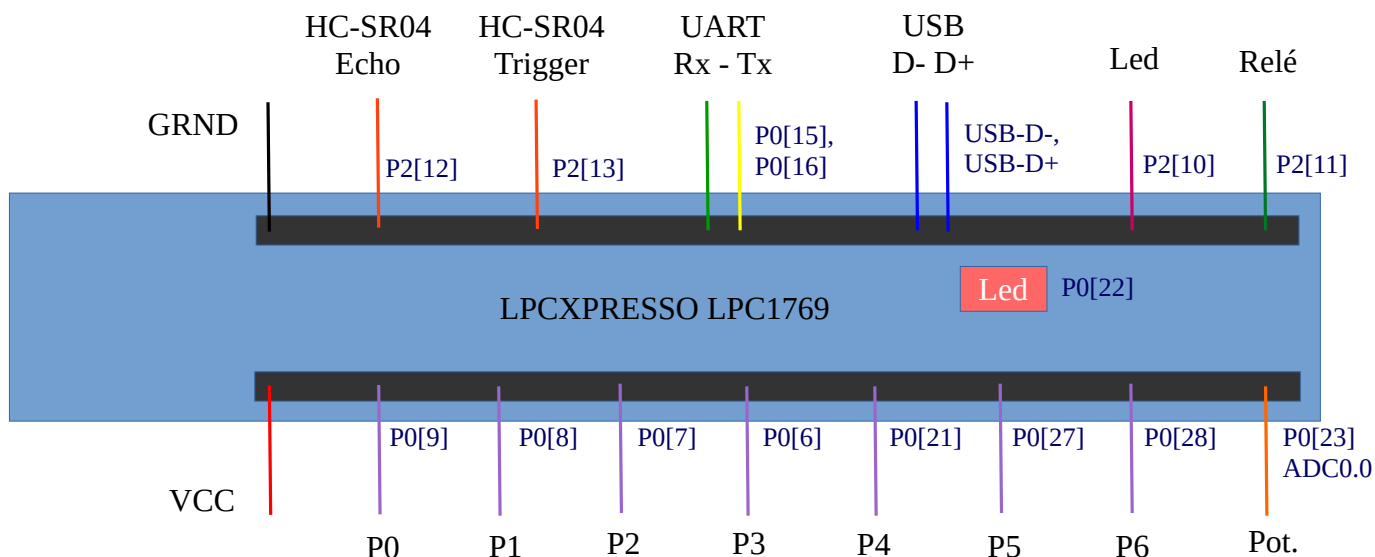 HC-SR04
Echo
HC-SR04
Trigger
UART
Rx - Tx
USB
D- D+
Led
Relé
GRND
P2[12]
P2[13]
P0[15],
P0[16]
USB-D-,
USB-D+
P2[10]
P2[11]
Led
P0[22]
LPCXPRESSO LPC1769
P0[9]
P0[8]
P0[7]
P0[6]
P0[21]
P0[27]
P0[28]
P0[23]
ADC0.0
VCC
P0
P1
P2
P3
P4
P5
P6
Pot.